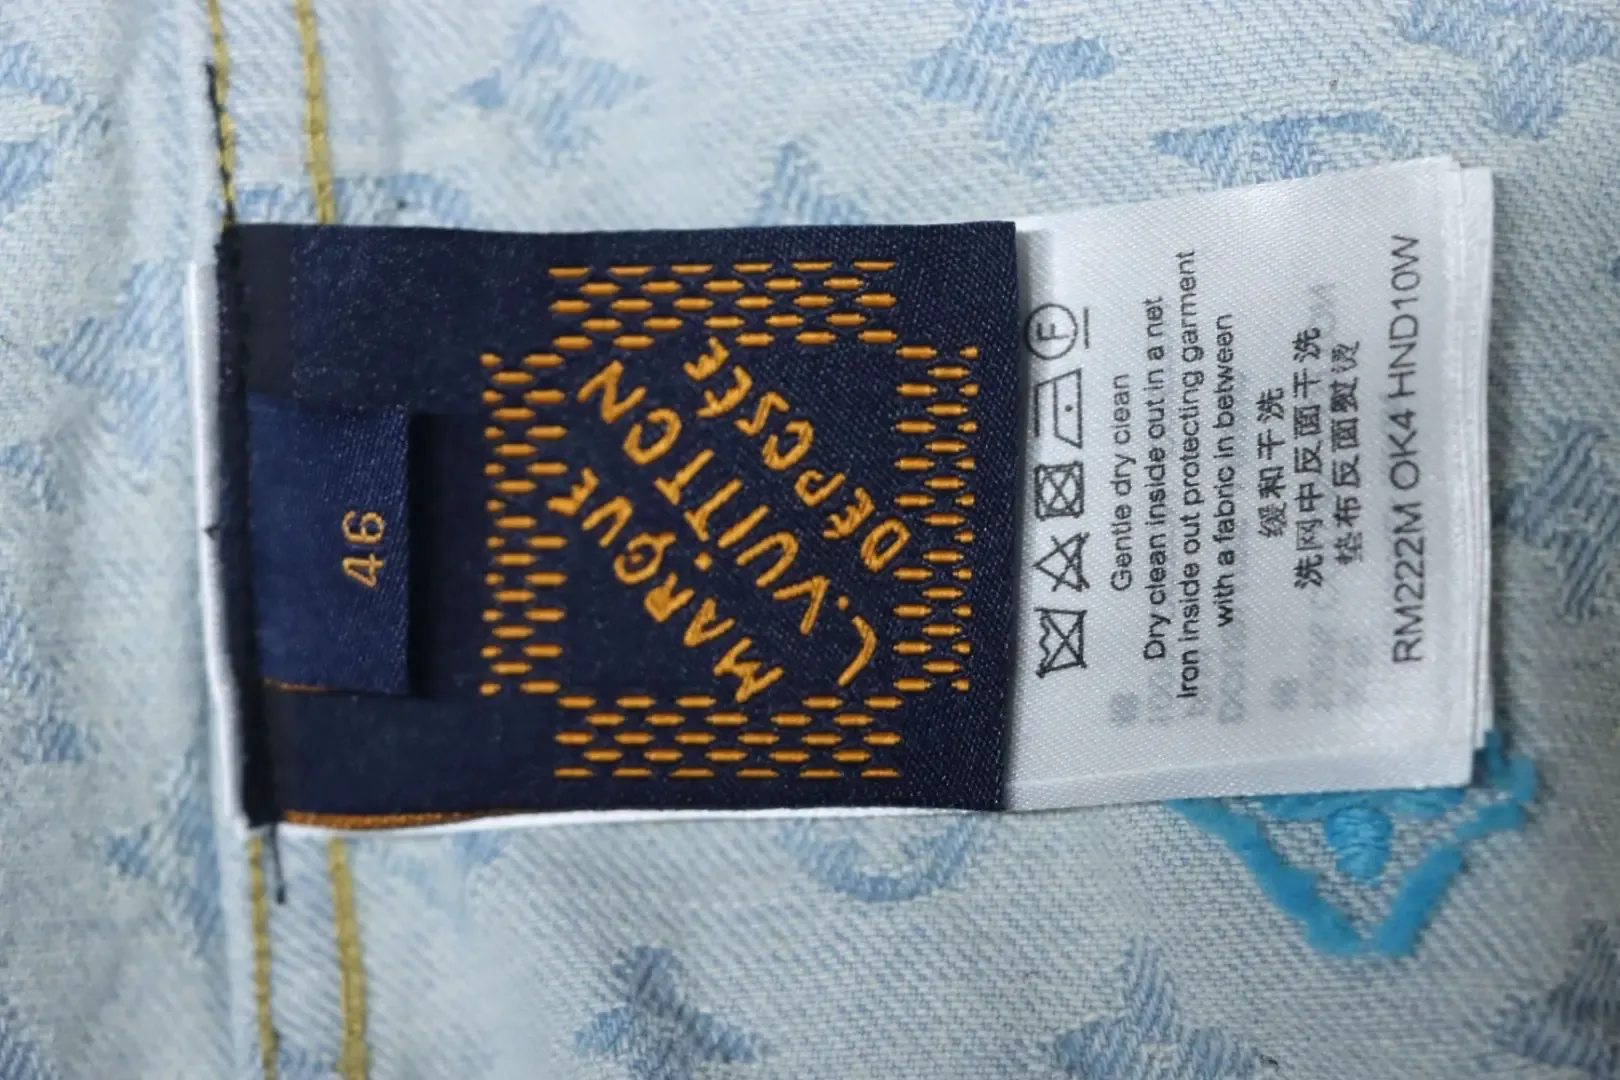 46
MARQUE
L.VUITTON
DÉPOSÉE
F
Gentle dry clean
Dry clean inside out in a net
Iron inside out protecting garment
with a fabric in between
缓和干洗
洗网中反面干洗
垫布反面熨烫
RM222M OK4 HND10W